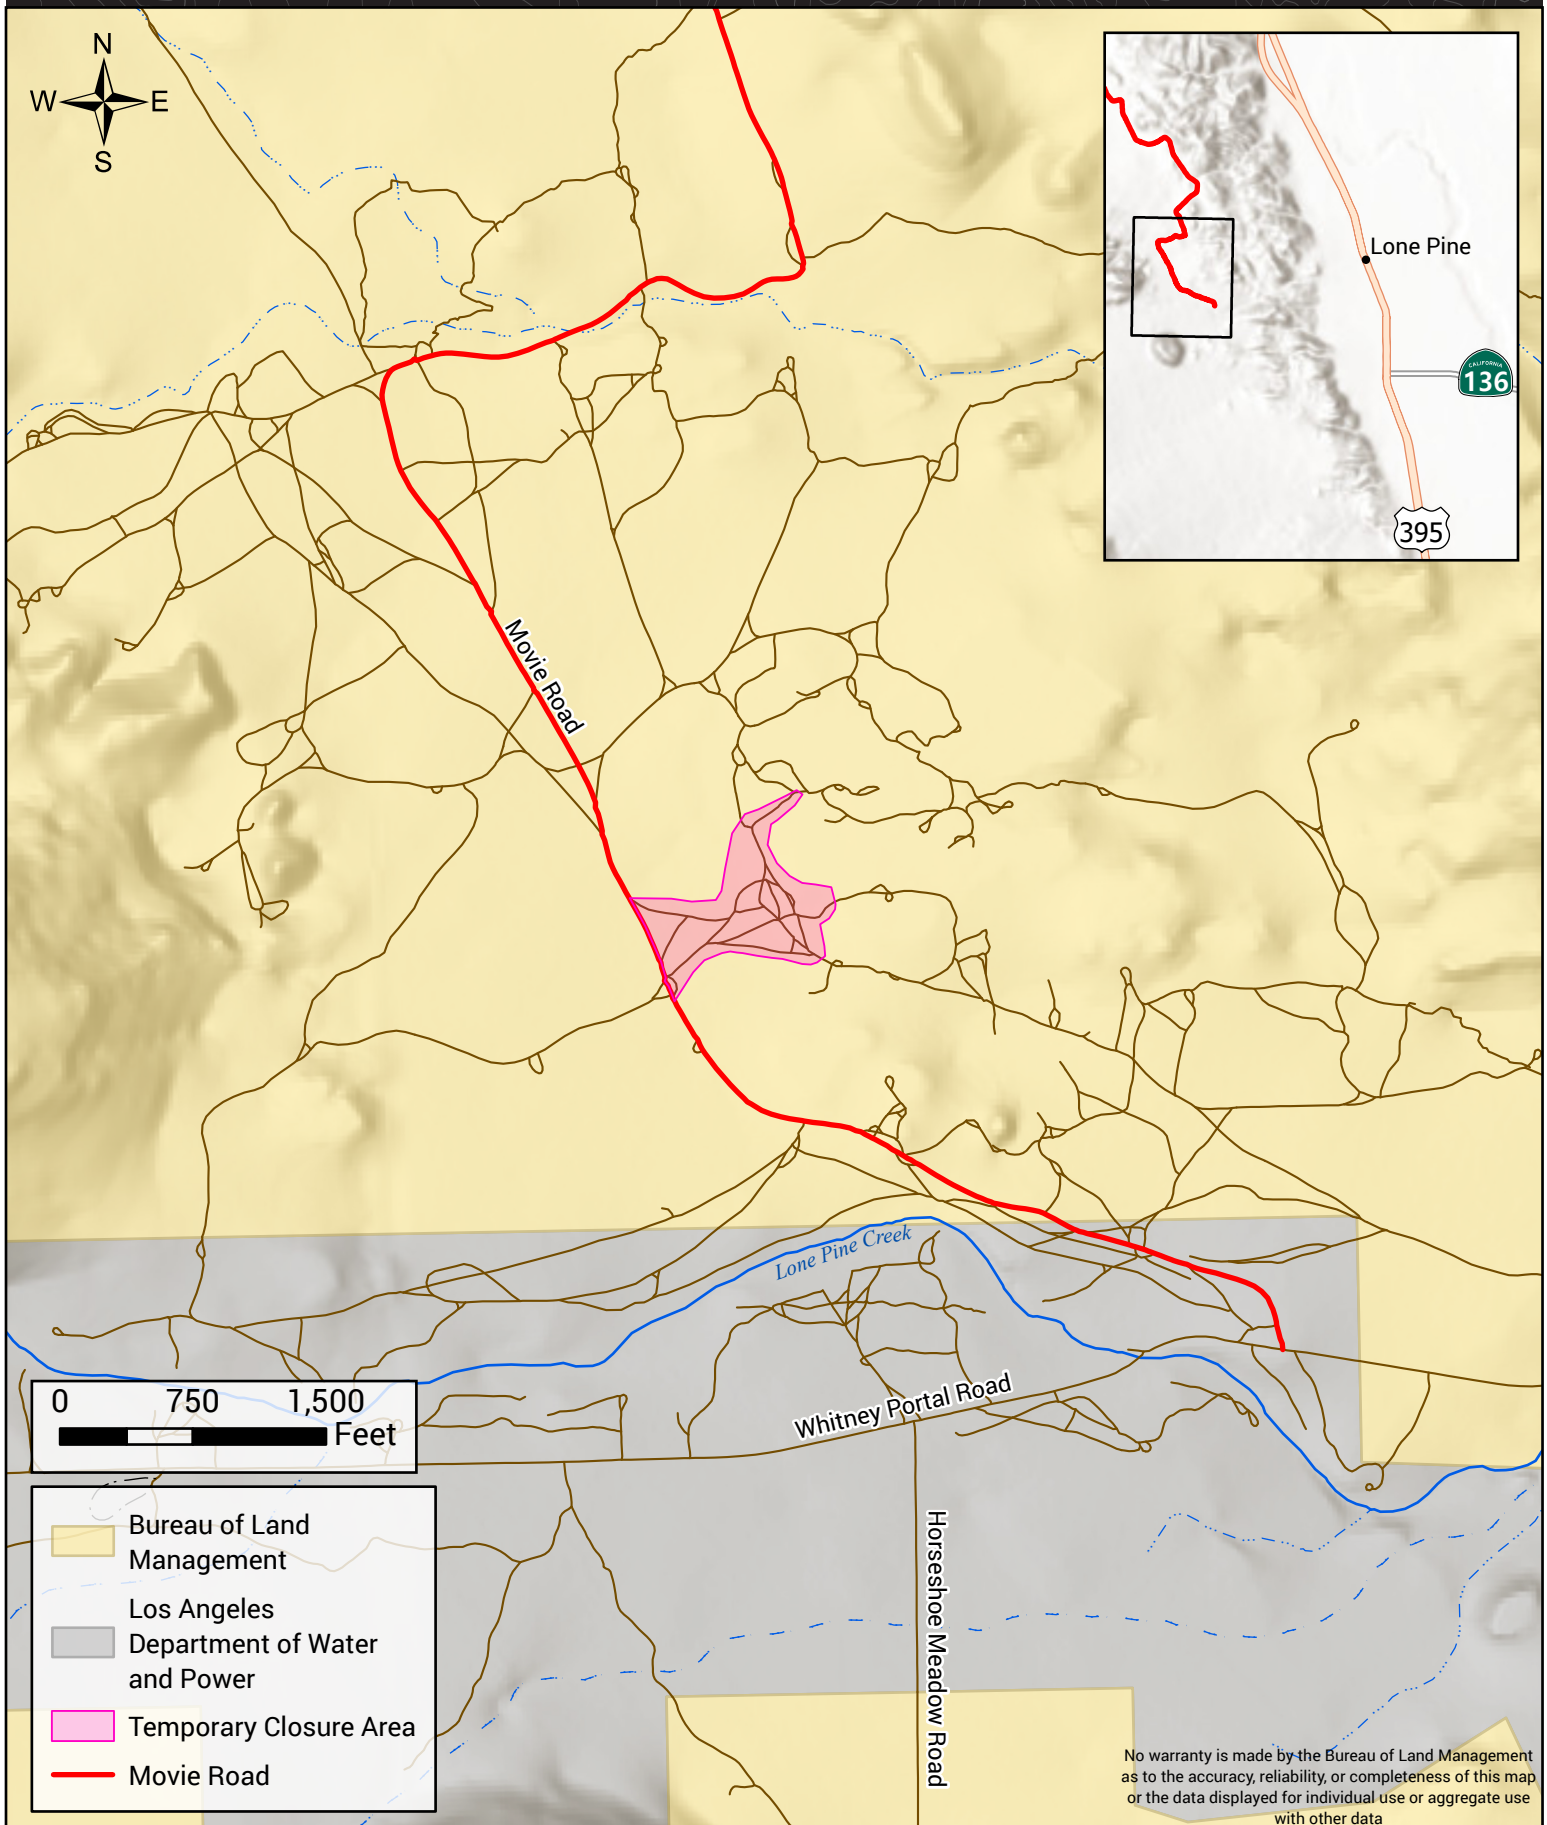 N
W
E
S
Lone Pine
CALIFORNIA
136
395
Movie Road
Lone Pine Creek
Whitney Portal Road
Horseshoe Meadow Road
0 750 1,500
Feet
Bureau of Land
Management
Los Angeles
Department of Water
and Power
Temporary Closure Area
Movie Road
No warranty is made by the Bureau of Land Management
as to the accuracy, reliability, or completeness of this map
or the data displayed for individual use or aggregate use
with other data